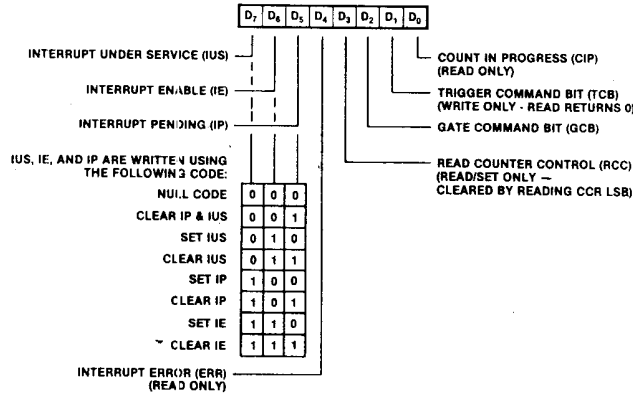 D7 D6 D5 D4 D3 D2 D1 D0
INTERRUPT UNDER SERVICE (IUS)
INTERRUPT ENABLE (IE)
INTERRUPT PENDING (IP)
IUS, IE, AND IP ARE WRITTEN USING
THE FOLLOWING CODE:
NULL CODE 0 0 0
CLEAR IP & IUS 0 0 1
SET IUS 0 1 0
CLEAR IUS 0 1 1
SET IP 1 0 0
CLEAR IP 1 0 1
SET IE 1 1 0
CLEAR IE 1 1 1
INTERRUPT ERROR (ERR)
(READ ONLY)
COUNT IN PROGRESS (CIP)
(READ ONLY)
TRIGGER COMMAND BIT (TCB)
(WRITE ONLY - READ RETURNS 0)
GATE COMMAND BIT (GCB)
READ COUNTER CONTROL (RCC)
(READ/SET ONLY —
CLEARED BY READING CCR LSB)